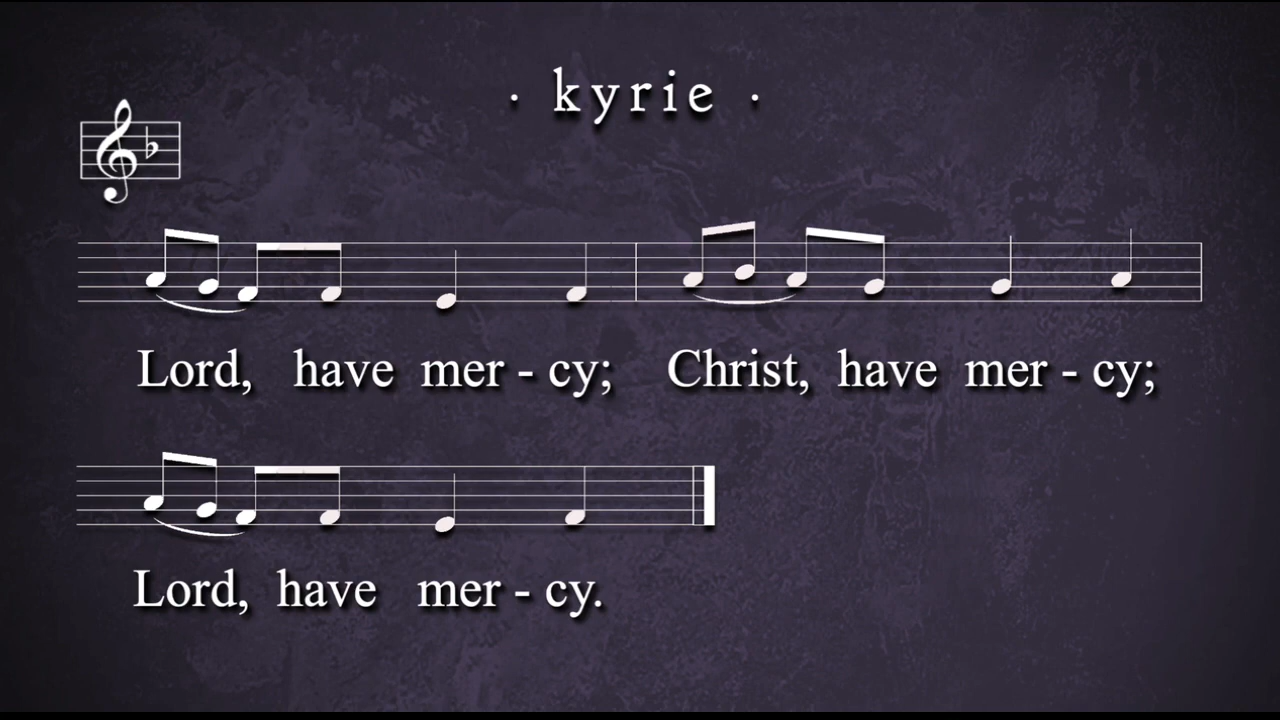 · kyrie ·
Lord, have mer - cy; Christ, have mer - cy;
Lord, have mer - cy.